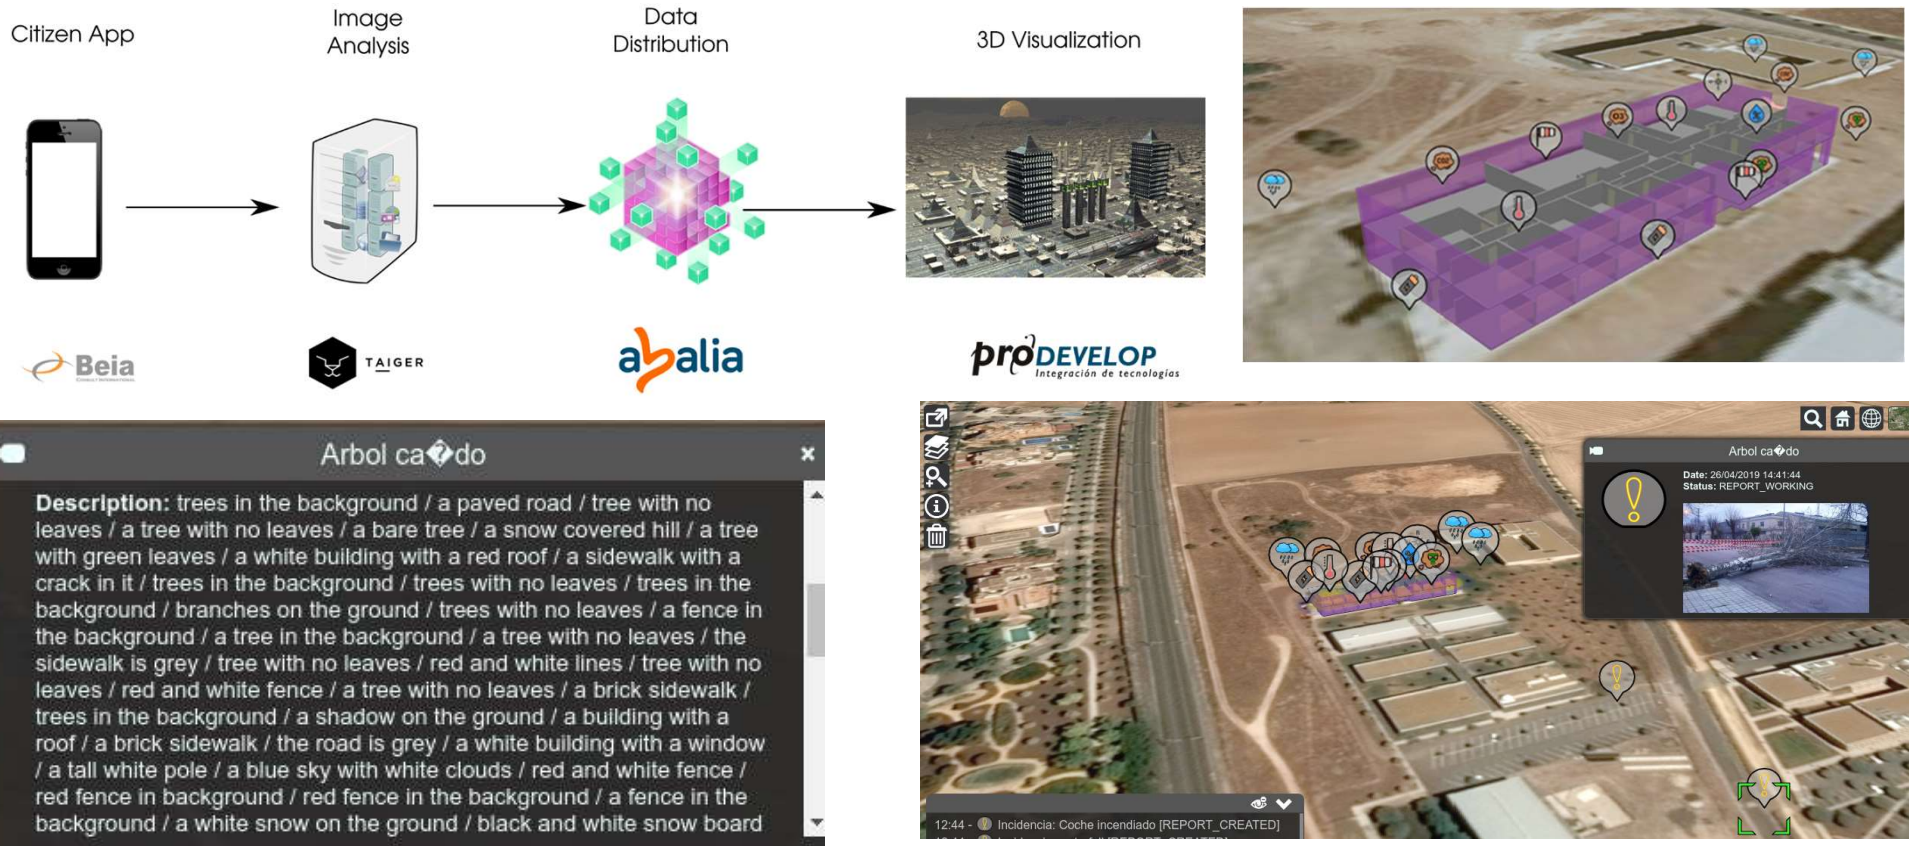 Citizen App
Image
Analysis
Data
Distribution
3D Visualization
Beia
TAIGER
abalia
proDEVELOP
Integración de tecnologías
CO2
O3
Arbol ca�do
Description: trees in the background / a paved road / tree with no
leaves / a tree with no leaves / a bare tree / a snow covered hill / a tree
with green leaves / a white building with a red roof / a sidewalk with a
crack in it / trees in the background / trees with no leaves / trees in the
background / branches on the ground / trees with no leaves / a fence in
the background / a tree in the background / a tree with no leaves / the
sidewalk is grey / tree with no leaves / red and white lines / tree with no
leaves / red and white fence / a tree with no leaves / a brick sidewalk /
trees in the background / a shadow on the ground / a building with a
roof / a brick sidewalk / the road is grey / a white building with a window
/ a tall white pole / a blue sky with white clouds / red and white fence /
red fence in background / red fence in the background / a fence in the
background / a white snow on the ground / black and white snow board
Arbol ca�do
Date: 26/04/2019 14:41:44
Status: REPORT_WORKING
12:44 - Incidencia: Coche incendiado [REPORT_CREATED]